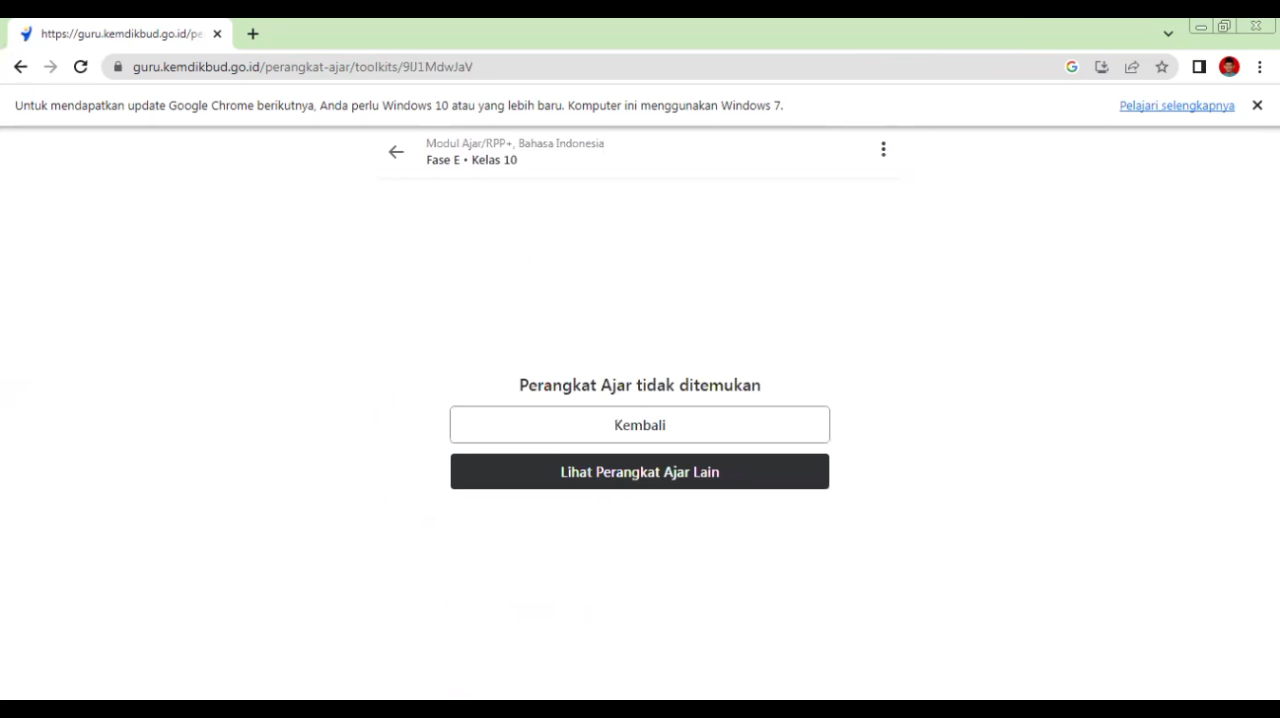 https://guru.kemdikbud.go.id/pe
guru.kemdikbud.go.id/perangkat-ajar/toolkits/9IJ1MdwJaV
Untuk mendapatkan update Google Chrome berikutnya, Anda perlu Windows 10 atau yang lebih baru. Komputer ini menggunakan Windows 7.
Pelajari selengkapnya
Modul Ajar/RPP+, Bahasa Indonesia
Fase E • Kelas 10
Perangkat Ajar tidak ditemukan
Kembali
Lihat Perangkat Ajar Lain